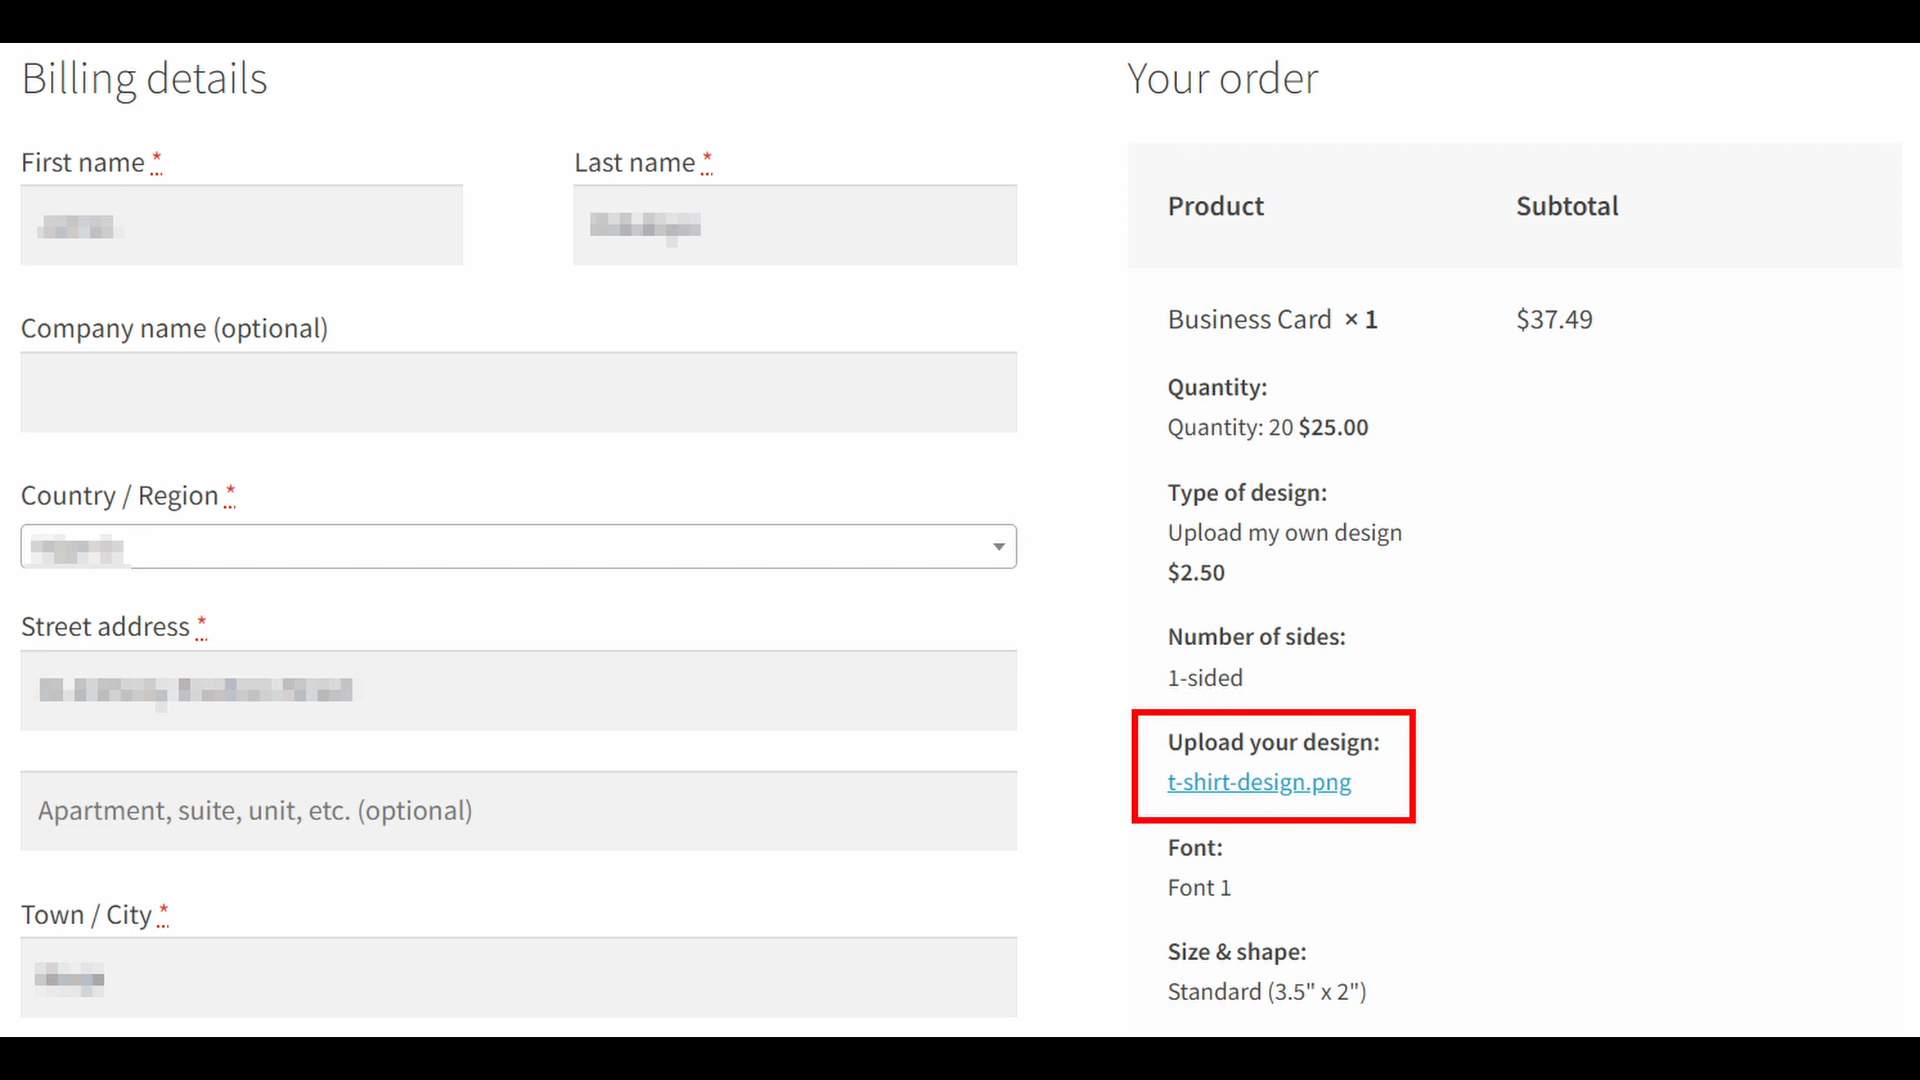 Billing details
First name *
Last name *
Company name (optional)
Country / Region *
Street address *
Apartment, suite, unit, etc. (optional)
Town / City *
Your order
Product Subtotal
Business Card × 1 $37.49
Quantity:
Quantity: 20 $25.00
Type of design:
Upload my own design
$2.50
Number of sides:
1-sided
Upload your design:
t-shirt-design.png
Font:
Font 1
Size & shape:
Standard (3.5" x 2")